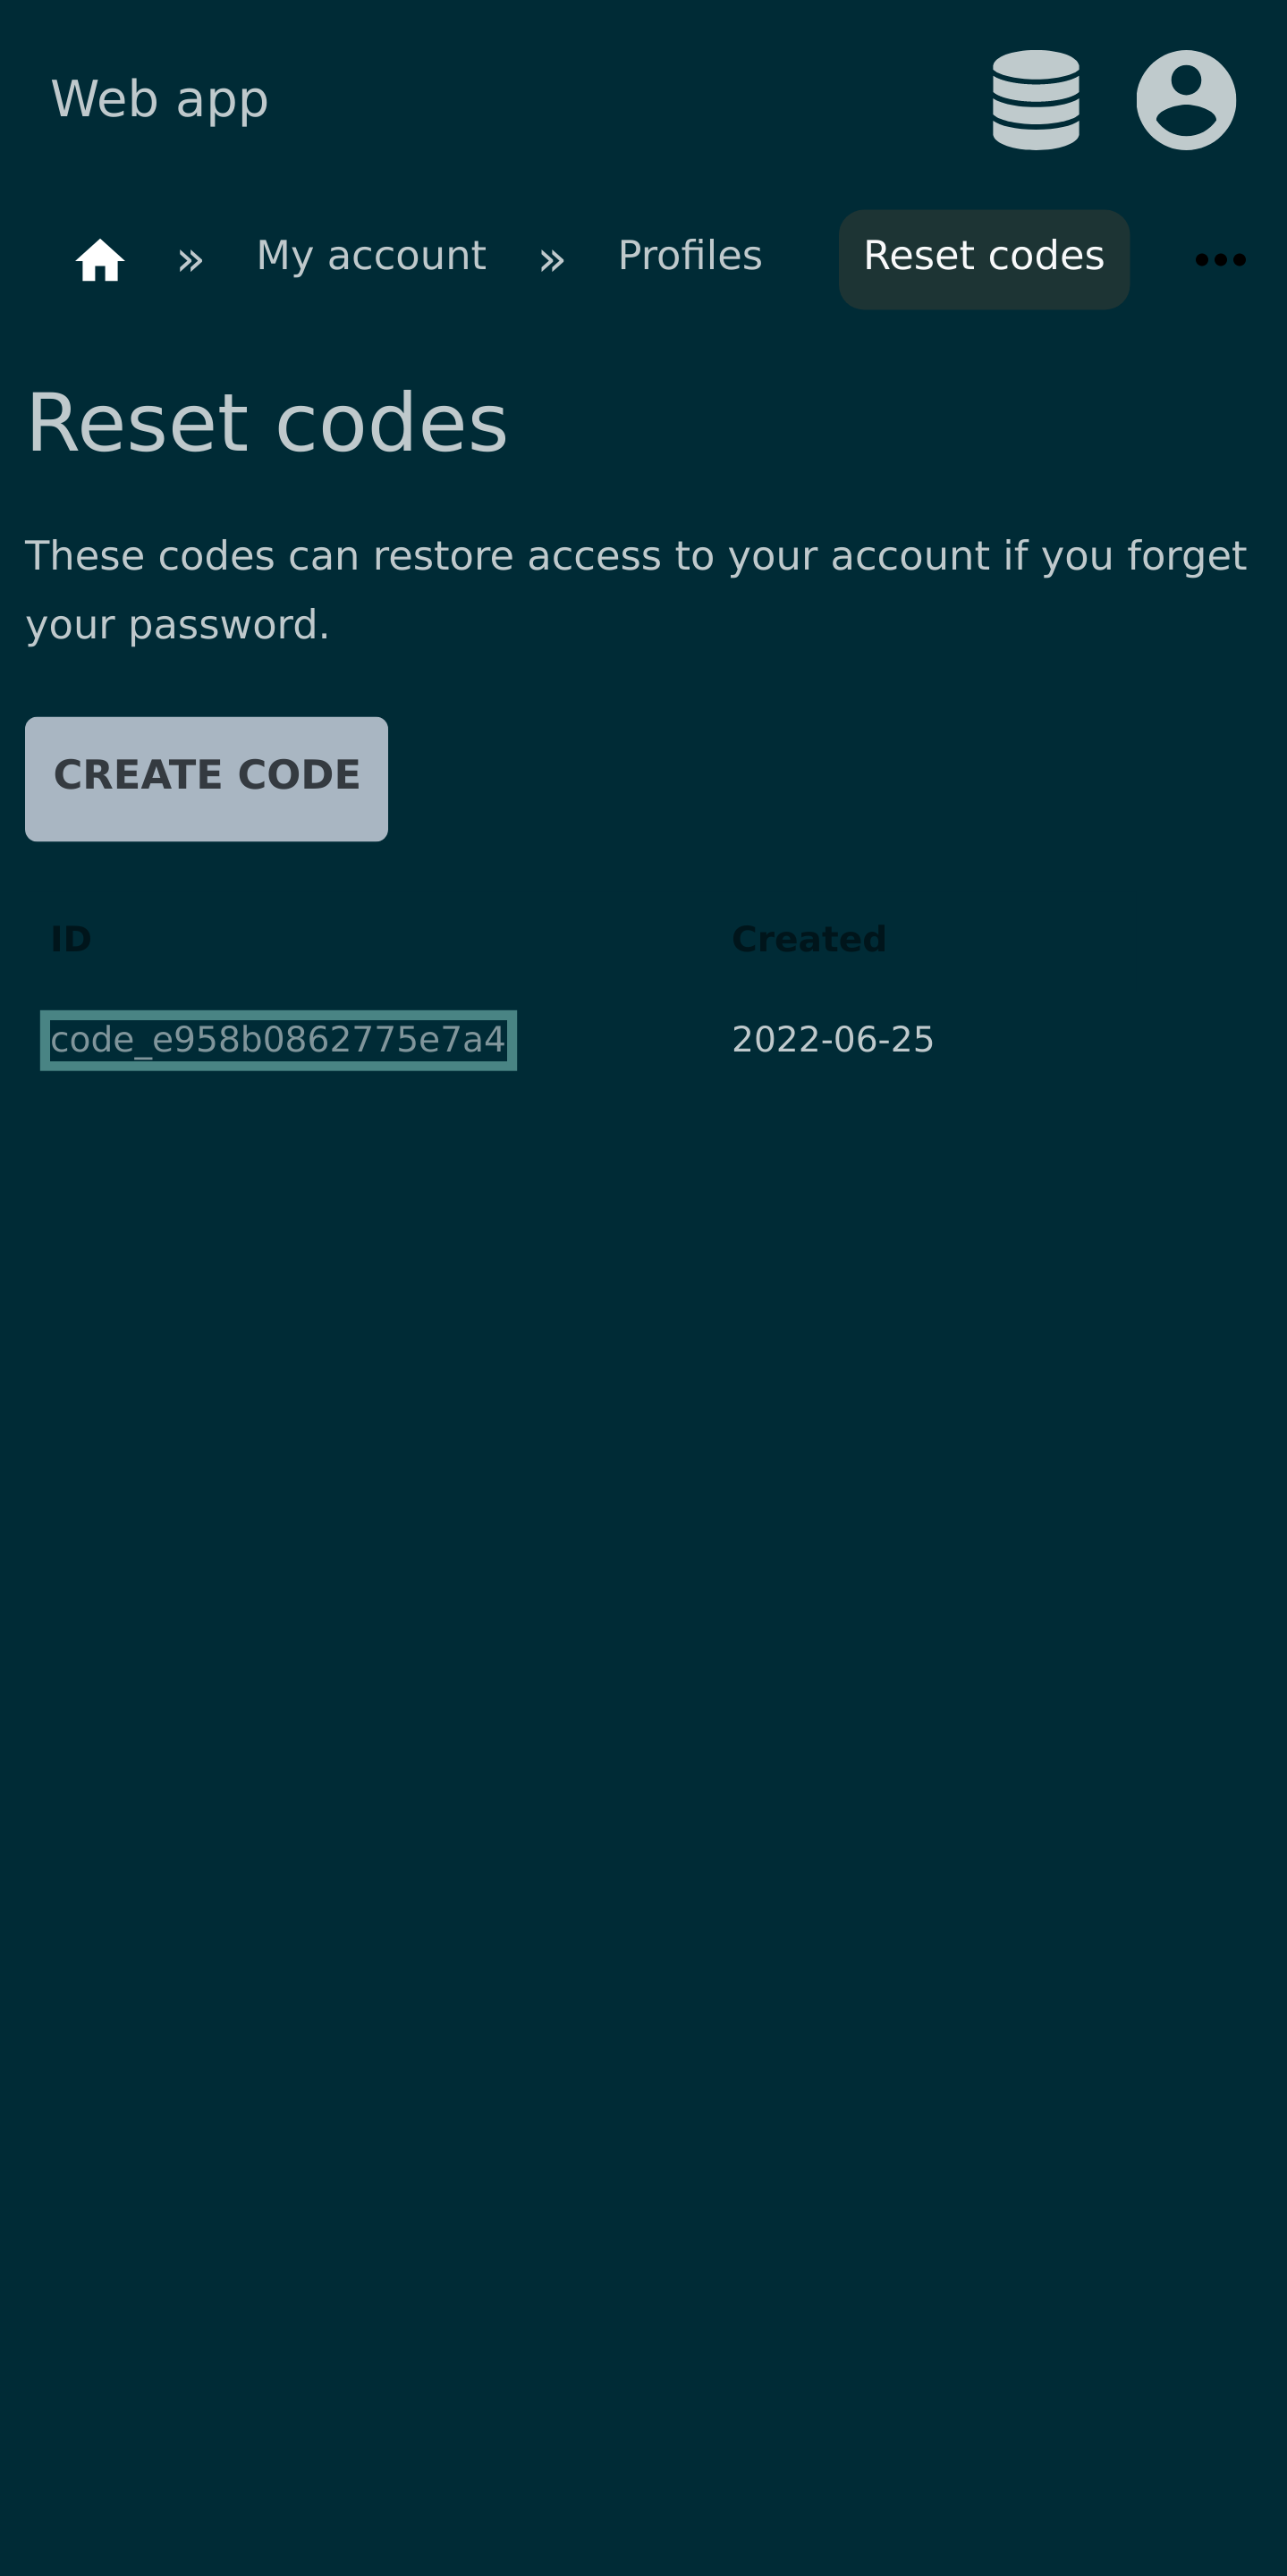 Web app
» My account » Profiles Reset codes
Reset codes
These codes can restore access to your account if you forget
your password.
CREATE CODE
ID Created
code_e958b0862775e7a4 2022-06-25